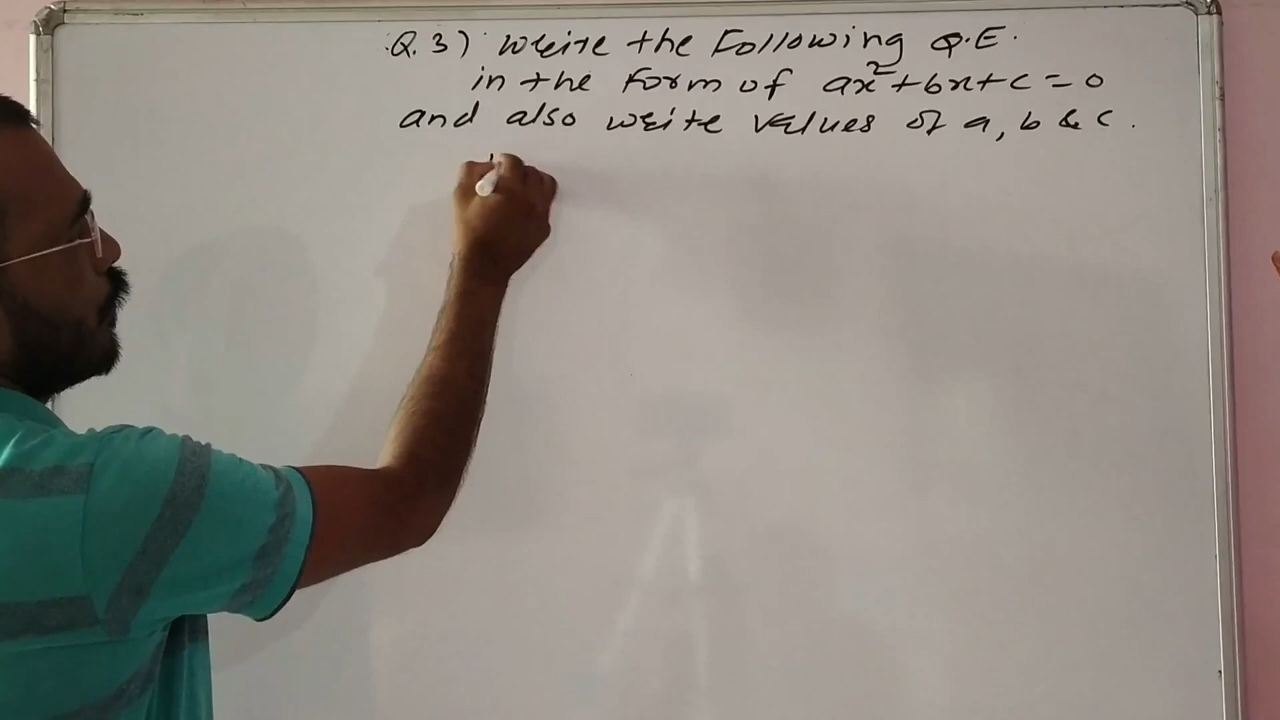 Q. 3) Write the Following Q.E.
in the Form of ax²+bx+c=0
and also write values of a, b & c.